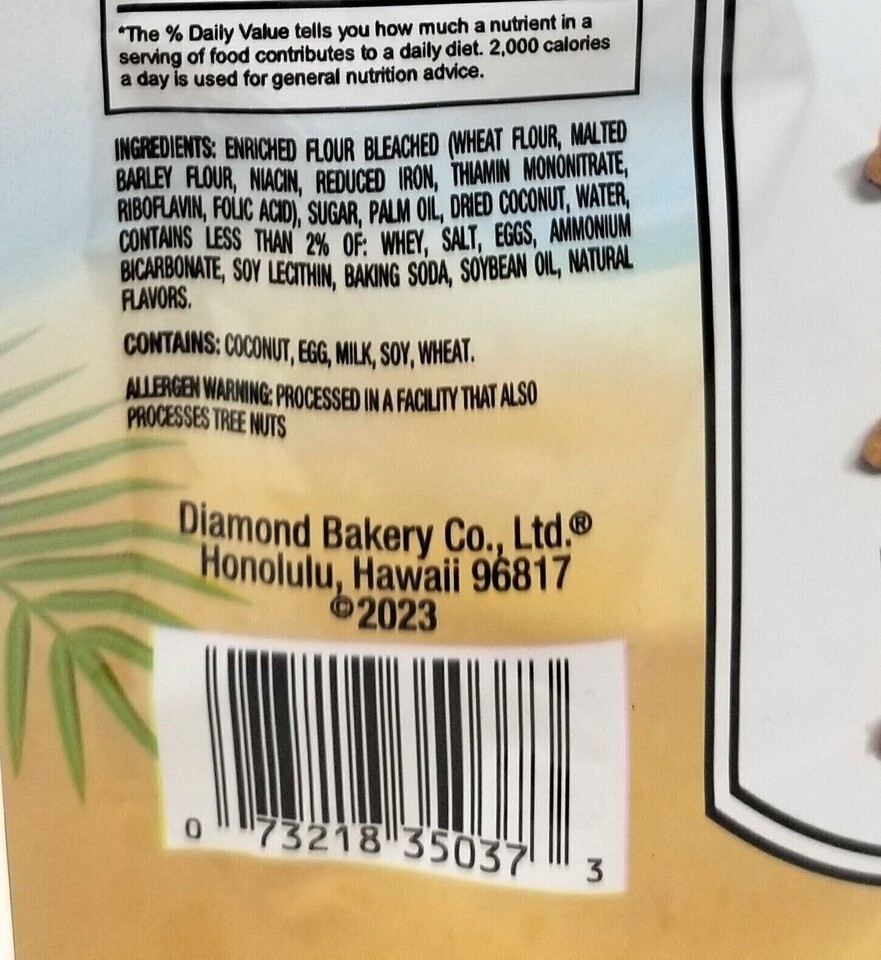 *The % Daily Value tells you how much a nutrient in a
serving of food contributes to a daily diet. 2,000 calories
a day is used for general nutrition advice.
INGREDIENTS: ENRICHED FLOUR BLEACHED (WHEAT FLOUR, MALTED
BARLEY FLOUR, NIACIN, REDUCED IRON, THIAMIN MONONITRATE,
RIBOFLAVIN, FOLIC ACID), SUGAR, PALM OIL, DRIED COCONUT, WATER,
CONTAINS LESS THAN 2% OF: WHEY, SALT, EGGS, AMMONIUM
BICARBONATE, SOY LECITHIN, BAKING SODA, SOYBEAN OIL, NATURAL
FLAVORS.
CONTAINS: COCONUT, EGG, MILK, SOY, WHEAT.
ALLERGEN WARNING: PROCESSED IN A FACILITY THAT ALSO
PROCESSES TREE NUTS
Diamond Bakery Co., Ltd.®
Honolulu, Hawaii 96817
©2023
0 73218 35037 3